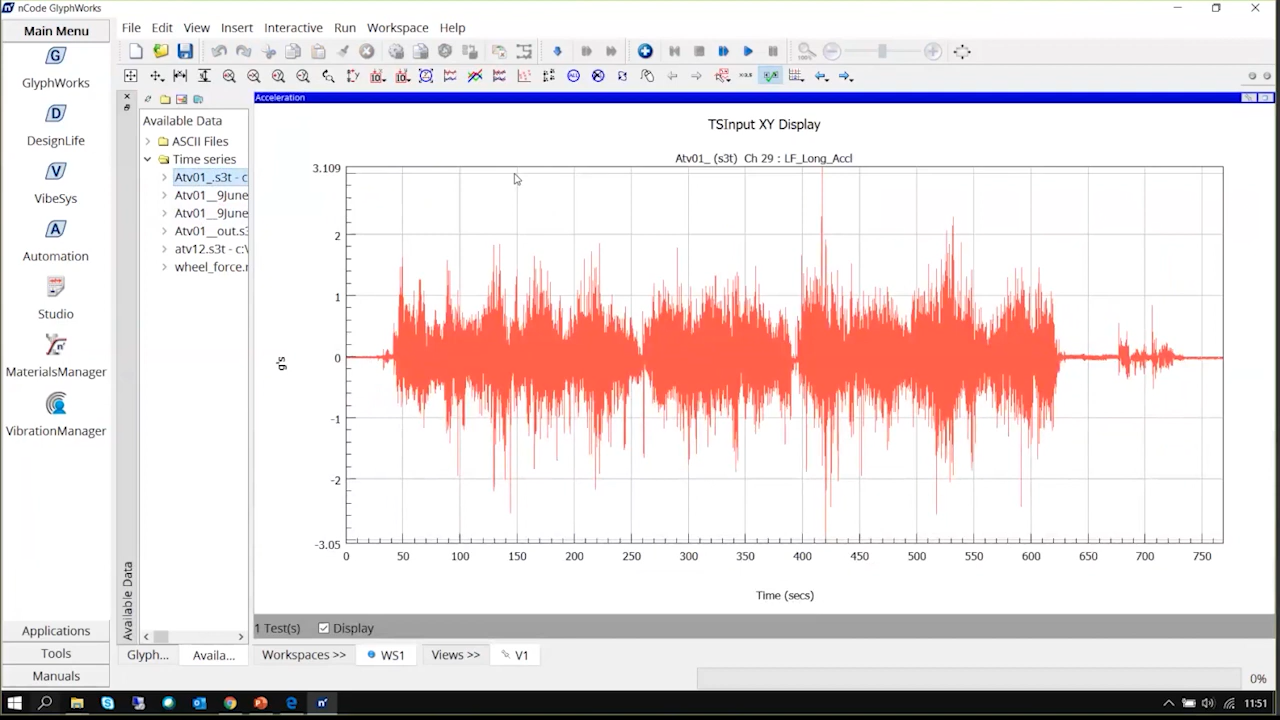 nCode GlyphWorks
Main Menu
GlyphWorks
DesignLife
VibeSys
Automation
Studio
MaterialsManager
VibrationManager
Applications
Tools
Manuals
File Edit View Insert Interactive Run Workspace Help
Available Data
ASCII Files
Time series
Atv01_.s3t - c
Atv01__9June
Atv01__9June
Atv01__out.s3
atv12.s3t - c:\
wheel_force.r
Available Data
Glyph... Availa...
Acceleration
TSInput XY Display
Atv01_ (s3t) Ch 29 : LF_Long_Accl
3.109
2
1
0
-1
-2
-3.05
g's
0 50 100 150 200 250 300 350 400 450 500 550 600 650 700 750
Time (secs)
1 Test(s) Display
Workspaces >> WS1 Views >> V1
0%
11:51